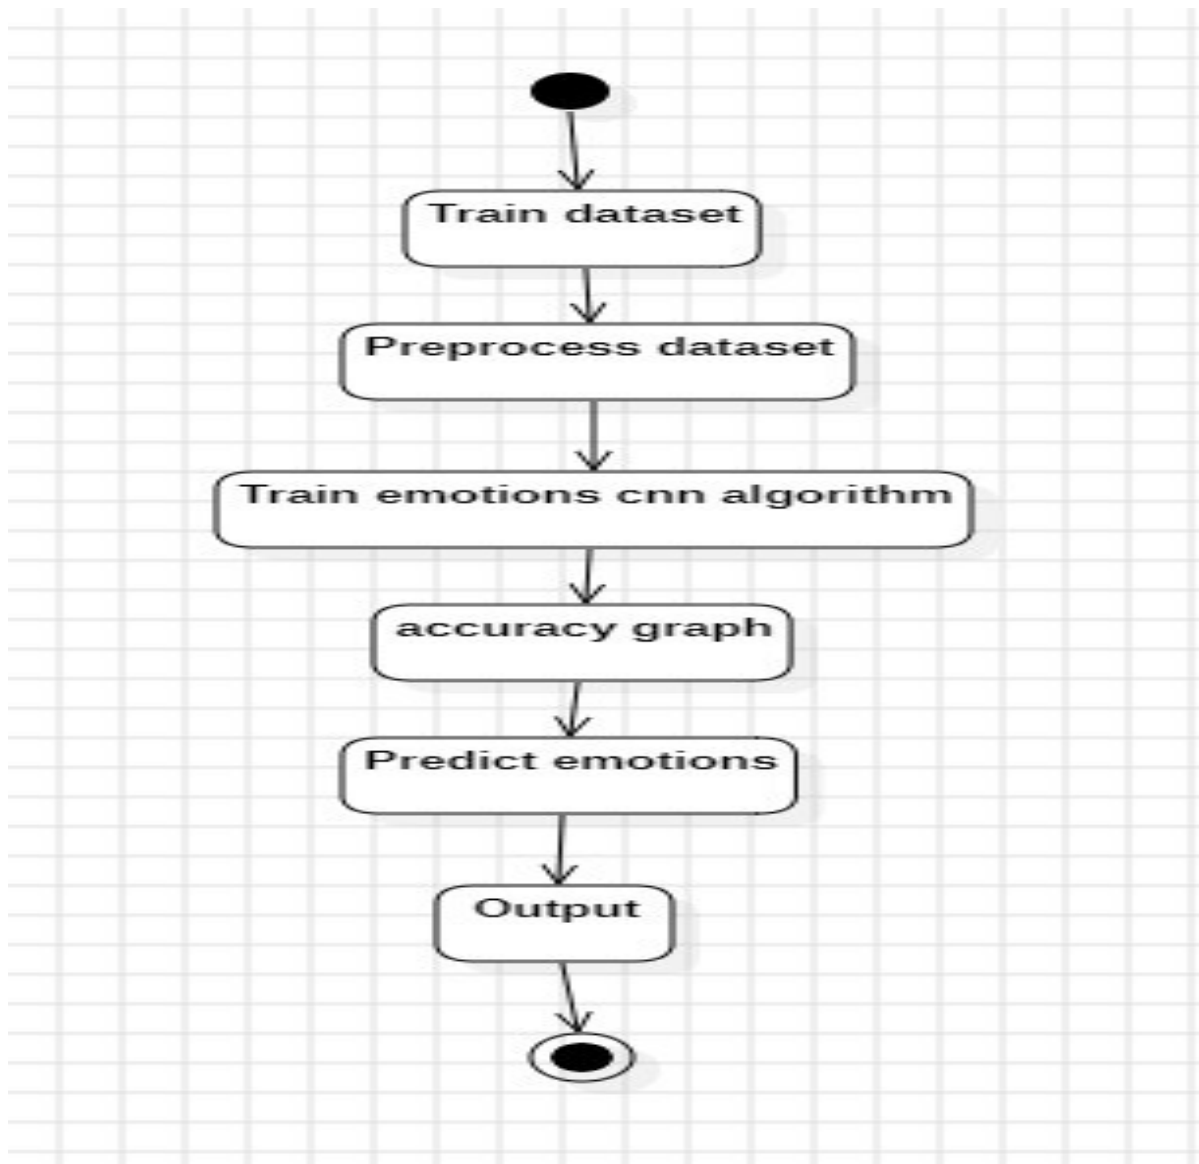 Train dataset
Preprocess dataset
Train emotions cnn algorithm
accuracy graph
Predict emotions
Output